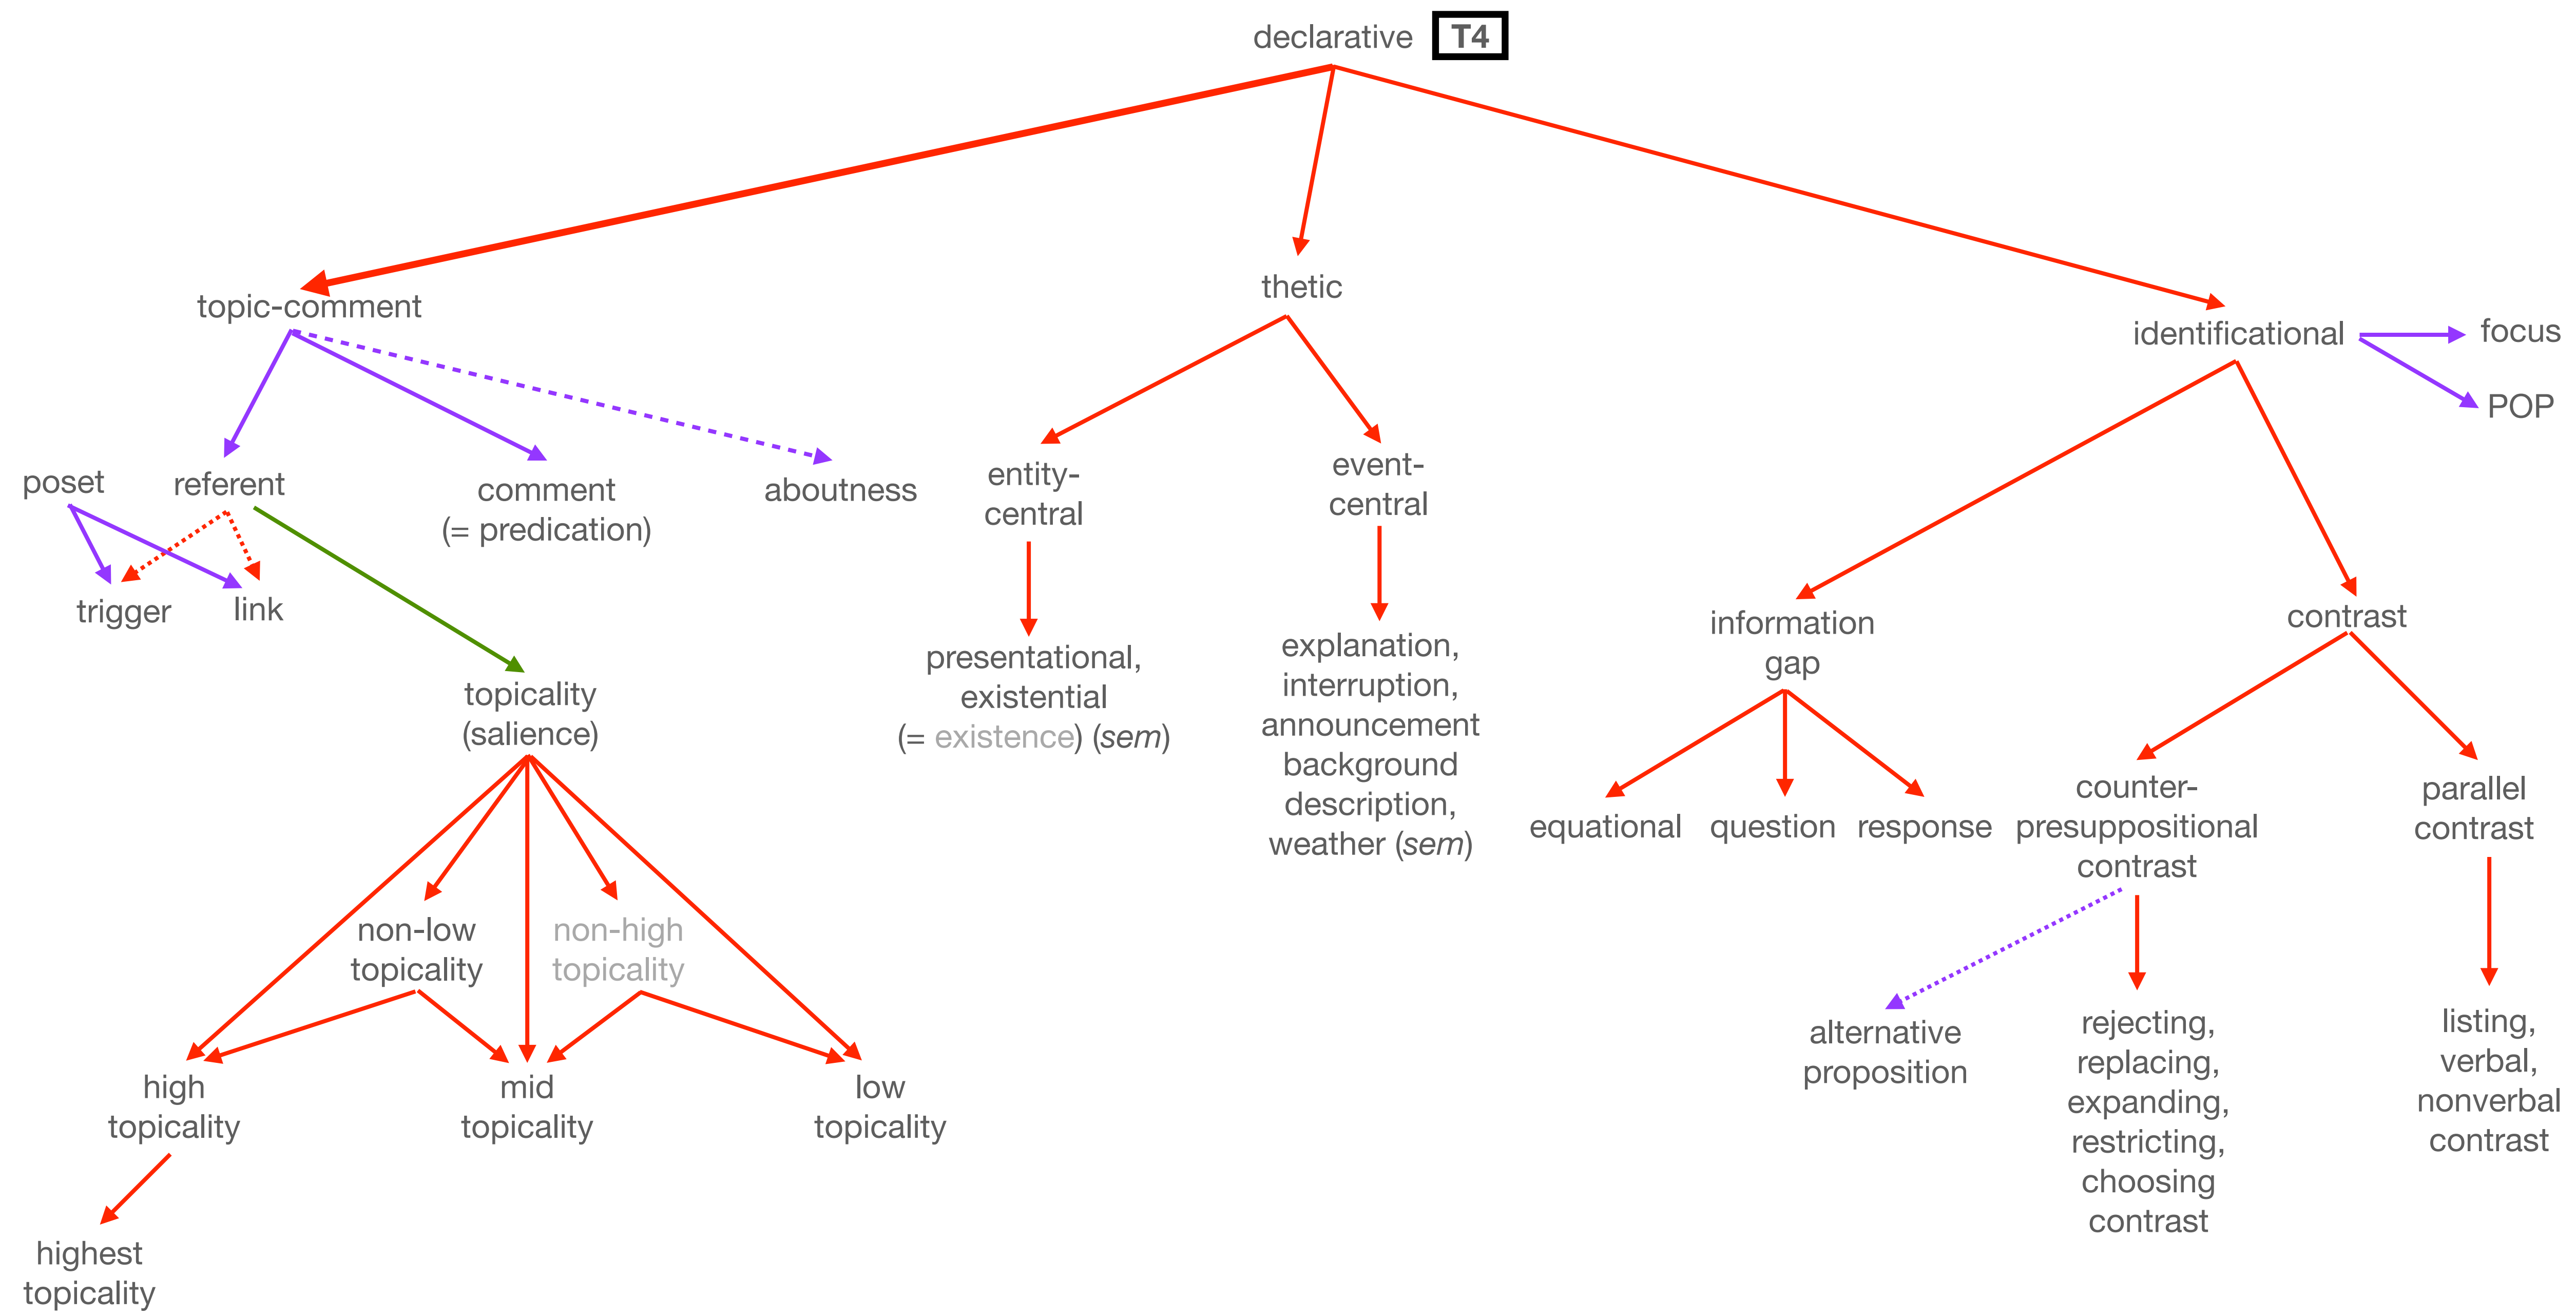 declarative T4
topic-comment
thetic
identificational
focus
POP
poset
referent
comment
(= predication)
aboutness
entity-
central
event-
central
trigger
link
topicality
(salience)
presentational,
existential
(= existence) (sem)
explanation,
interruption,
announcement
background
description,
weather (sem)
information
gap
contrast
equational
question
response
counter-
presuppositional
contrast
parallel
contrast
non-low
topicality
non-high
topicality
high
topicality
mid
topicality
low
topicality
alternative
proposition
rejecting,
replacing,
expanding,
restricting,
choosing
contrast
listing,
verbal,
nonverbal
contrast
highest
topicality